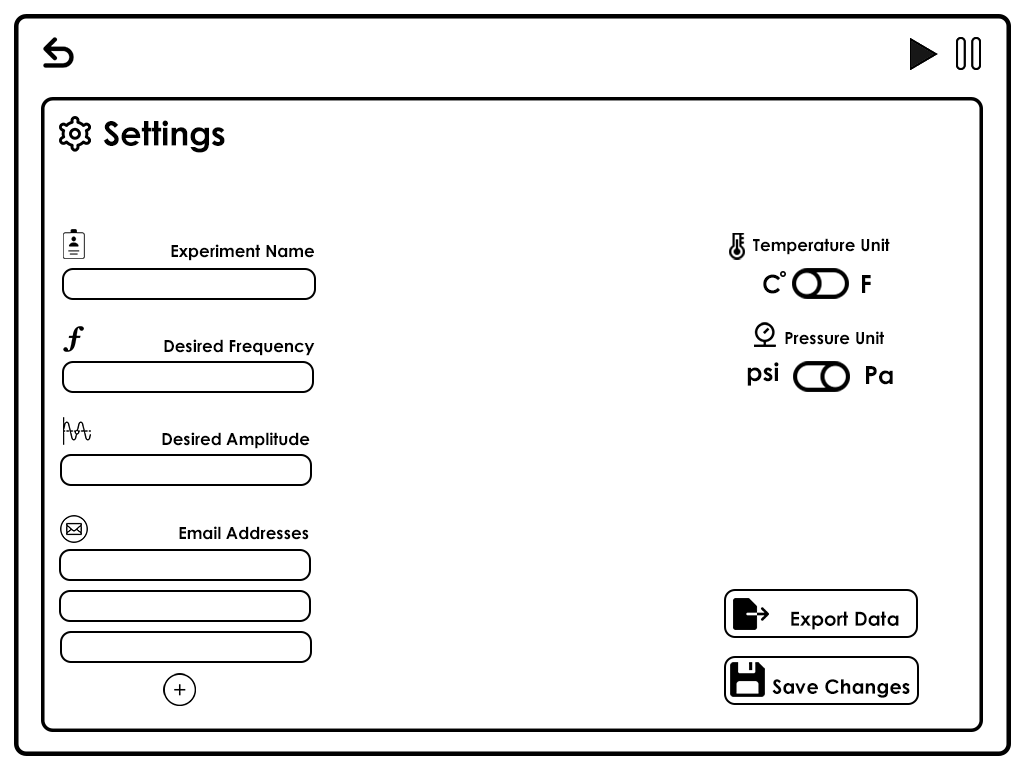 Settings
Experiment Name
Desired Frequency
Desired Amplitude
Email Addresses
Temperature Unit
C° F
Pressure Unit
psi Pa
Export Data
Save Changes